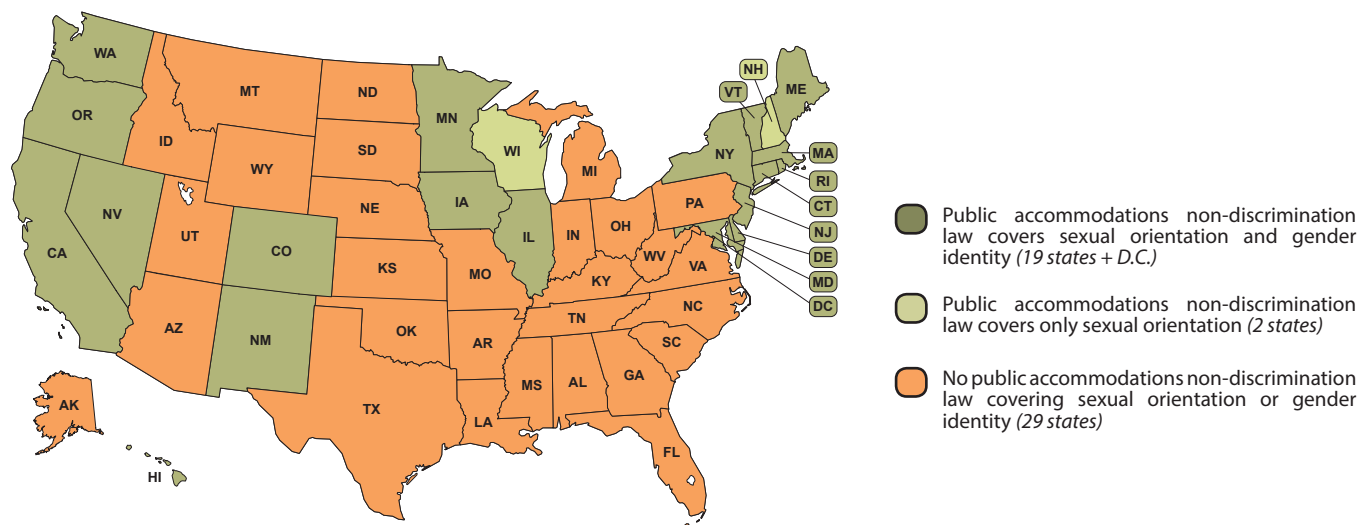 WA
OR
CA
NV
ID
MT
WY
UT
AZ
CO
NM
ND
SD
NE
KS
OK
TX
MN
IA
MO
AR
LA
WI
IL
MI
IN
OH
KY
TN
MS
AL
GA
FL
SC
NC
VA
WV
PA
NY
VT
NH
ME
MA
RI
CT
NJ
DE
MD
DC
AK
HI
Public accommodations non-discrimination
law covers sexual orientation and gender
identity (19 states + D.C.)
Public accommodations non-discrimination
law covers only sexual orientation (2 states)
No public accommodations non-discrimination
law covering sexual orientation or gender
identity (29 states)